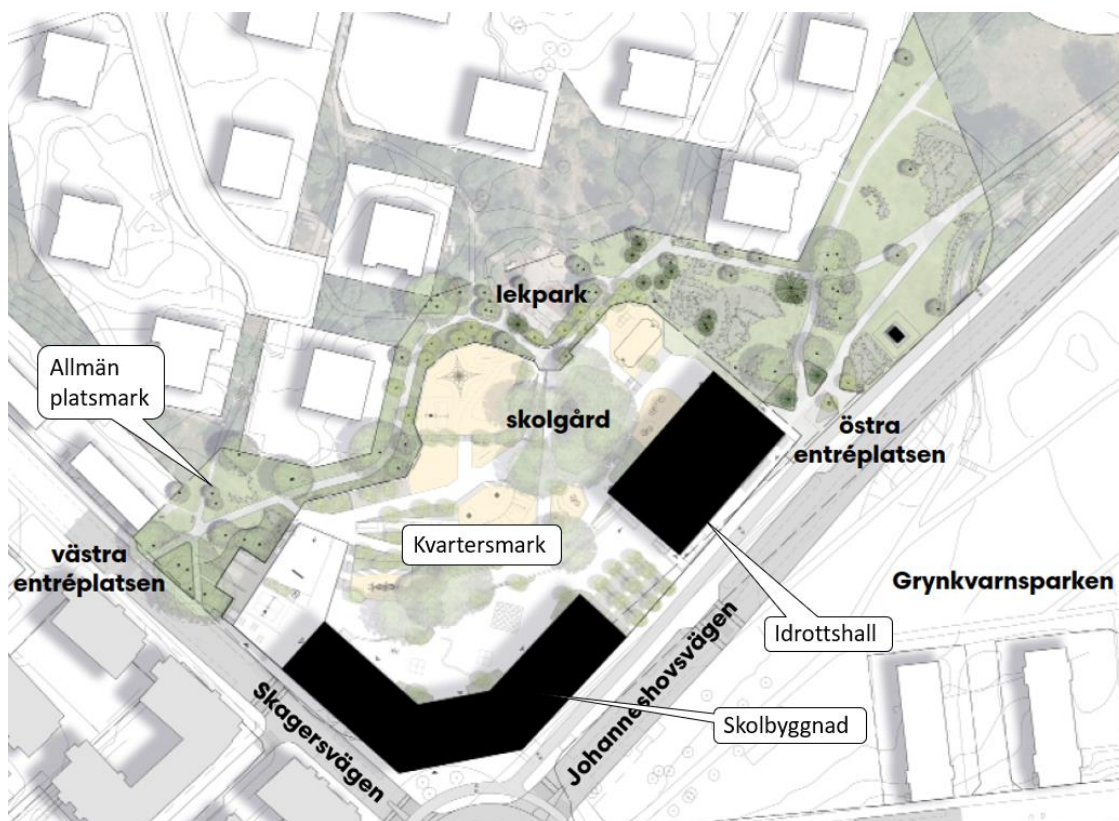 lekpark
Allmän
platsmark
skolgård
östra
entréplatsen
Kvartersmark
västra
entréplatsen
Grynkvarnsparken
Idrottshall
Skagersvägen
Johanneshovsvägen
Skolbyggnad